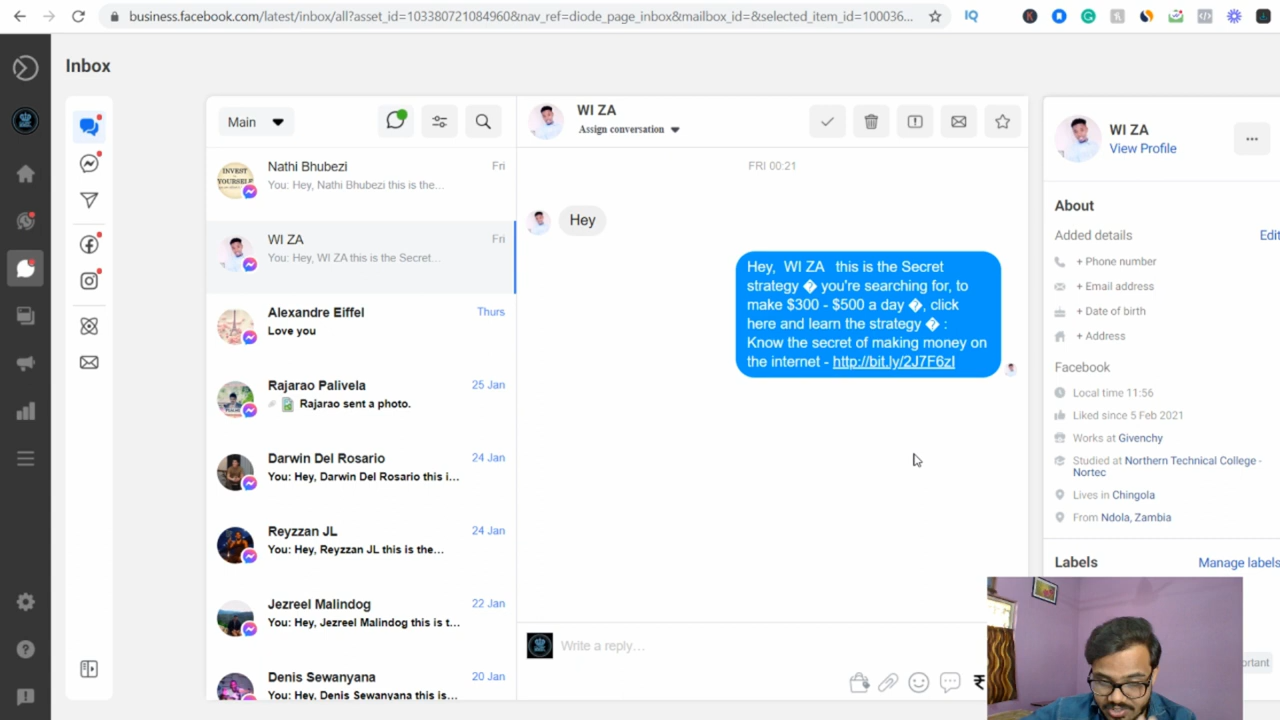 business.facebook.com/latest/inbox/all?asset_id=103380721084960&nav_ref=diode_page_inbox&mailbox_id=&selected_item_id=100036...
IQ
Inbox
Main
Nathi Bhubezi
Fri
You: Hey, Nathi Bhubezi this is the...
WI ZA
Fri
You: Hey, WI ZA this is the Secret...
Alexandre Eiffel
Thurs
Love you
Rajarao Palivela
25 Jan
Rajarao sent a photo.
Darwin Del Rosario
24 Jan
You: Hey, Darwin Del Rosario this i...
Reyzzan JL
24 Jan
You: Hey, Reyzzan JL this is the...
Jezreel Malindog
22 Jan
You: Hey, Jezreel Malindog this is t...
Denis Sewanyana
20 Jan
You: Hey, Denis Sewanyana this is...
INVEST
YOURSELF
WI ZA
Assign conversation
FRI 00:21
Hey
Hey, WI ZA this is the Secret
strategy � you're searching for, to
make $300 - $500 a day �, click
here and learn the strategy � :
Know the secret of making money on
the internet - http://bit.ly/2J7F6zI
Write a reply...
₹
WI ZA
View Profile
About
Added details
Edit
+ Phone number
+ Email address
+ Date of birth
+ Address
Facebook
Local time 11:56
Liked since 5 Feb 2021
Works at Givenchy
Studied at Northern Technical College -
Nortec
Lives in Chingola
From Ndola, Zambia
Labels
Manage labels
ortant